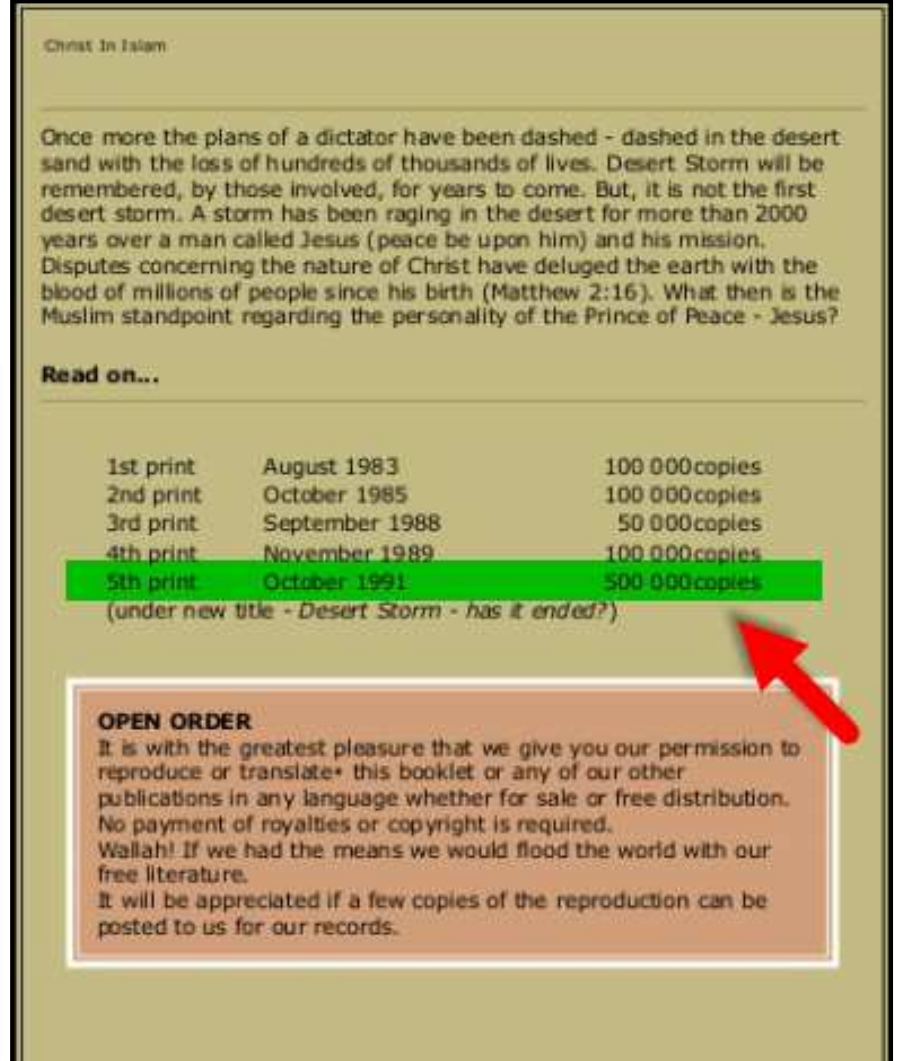 Christ In Islam
Once more the plans of a dictator have been dashed - dashed in the desert
sand with the loss of hundreds of thousands of lives. Desert Storm will be
remembered, by those involved, for years to come. But, it is not the first
desert storm. A storm has been raging in the desert for more than 2000
years over a man called Jesus (peace be upon him) and his mission.
Disputes concerning the nature of Christ have deluged the earth with the
blood of millions of people since his birth (Matthew 2:16). What then is the
Muslim standpoint regarding the personality of the Prince of Peace - Jesus?
Read on...
1st print August 1983 100 000copies
2nd print October 1985 100 000copies
3rd print September 1988 50 000copies
4th print November 1989 100 000copies
5th print October 1991 500 000copies
(under new title - Desert Storm - has it ended?)
OPEN ORDER
It is with the greatest pleasure that we give you our permission to
reproduce or translate• this booklet or any of our other
publications in any language whether for sale or free distribution.
No payment of royalties or copyright is required.
Wallah! If we had the means we would flood the world with our
free literature.
It will be appreciated if a few copies of the reproduction can be
posted to us for our records.